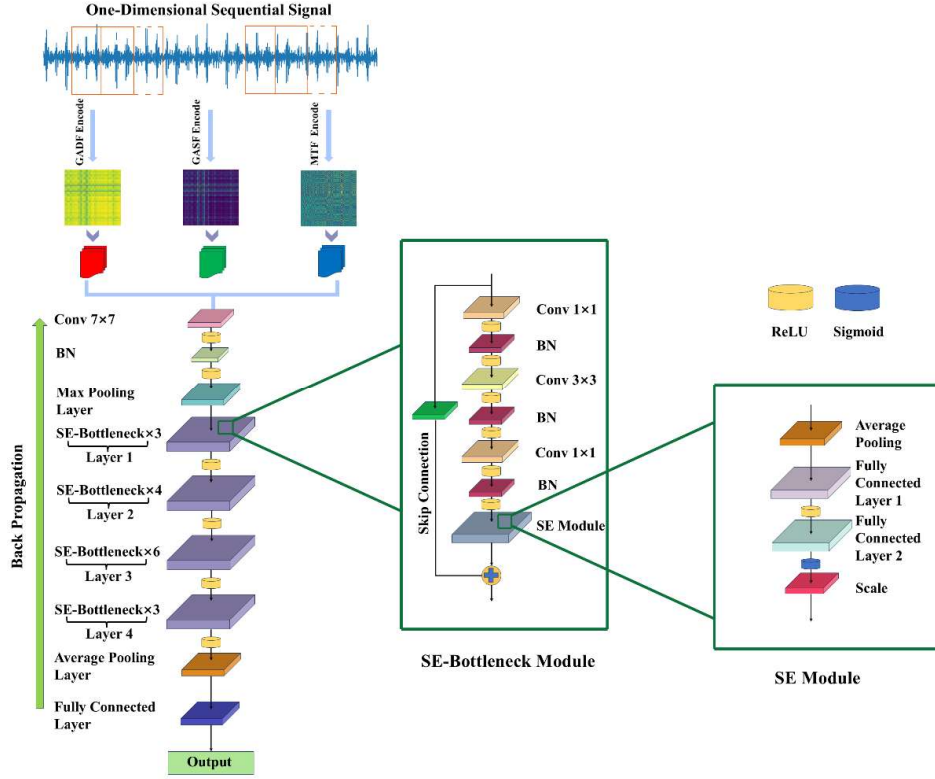 One-Dimensional Sequential Signal
GADF Encode
GASF Encode
MTF Encode
Conv 7×7
BN
Max Pooling
Layer
SE-Bottleneck×3
Layer 1
SE-Bottleneck×4
Layer 2
SE-Bottleneck×6
Layer 3
SE-Bottleneck×3
Layer 4
Average Pooling
Layer
Fully Connected
Layer
Output
Back Propagation
Conv 1×1
BN
Conv 3×3
BN
Conv 1×1
BN
SE Module
Skip Connection
SE-Bottleneck Module
ReLU
Sigmoid
Average
Pooling
Fully
Connected
Layer 1
Fully
Connected
Layer 2
Scale
SE Module